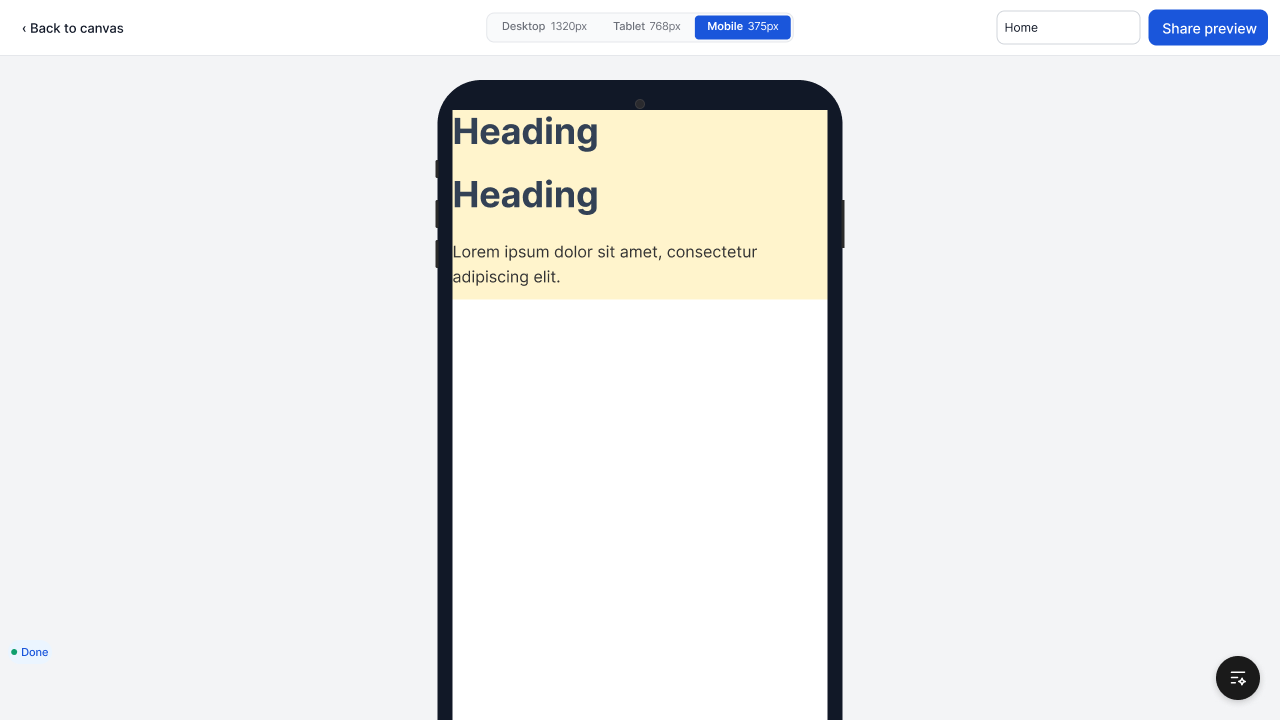 ‹ Back to canvas
Desktop 1320px
Tablet 768px
Mobile 375px
Home
Share preview
Heading
Heading
Lorem ipsum dolor sit amet, consectetur
adipiscing elit.
Done